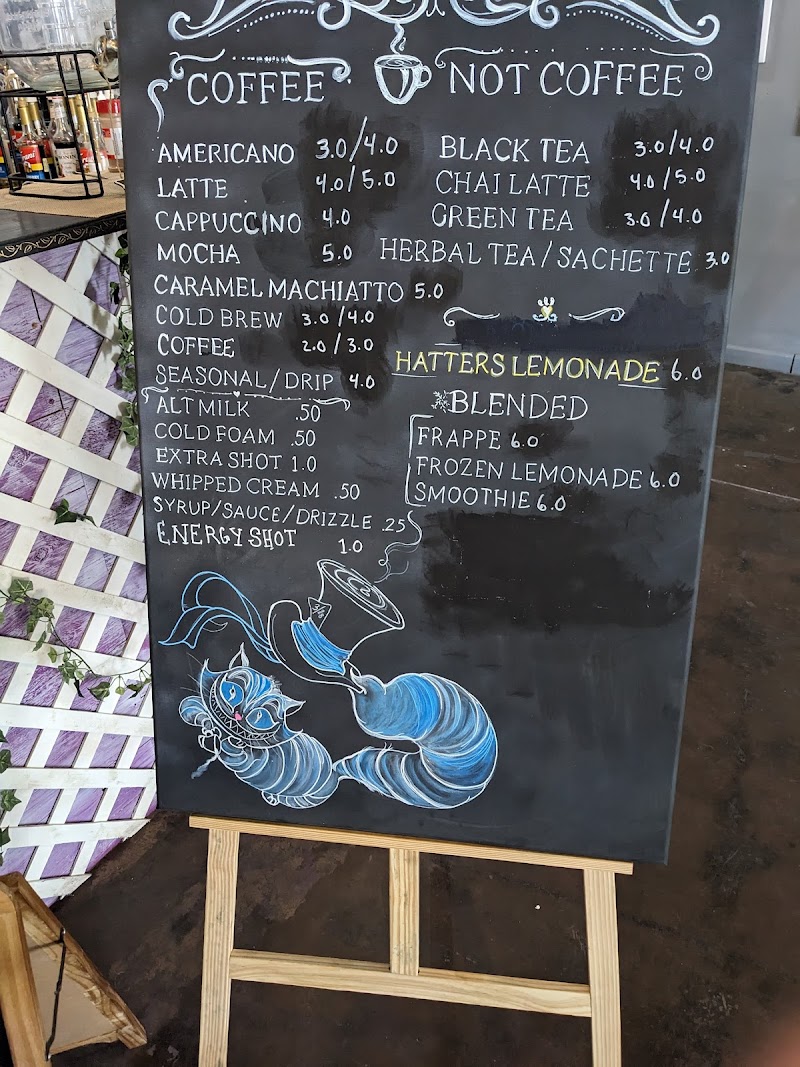 COFFEE
AMERICANO 3.0/4.0
LATTE 4.0/5.0
CAPPUCCINO 4.0
MOCHA 5.0
CARAMEL MACHIATTO 5.0
COLD BREW 3.0/4.0
COFFEE 2.0/3.0
SEASONAL/DRIP 4.0
ALT MILK .50
COLD FOAM .50
EXTRA SHOT 1.0
WHIPPED CREAM .50
SYRUP/SAUCE/DRIZZLE .25
ENERGY SHOT 1.0
NOT COFFEE
BLACK TEA 3.0/4.0
CHAI LATTE 4.0/5.0
GREEN TEA 3.0/4.0
HERBAL TEA/SACHETTE 3.0
HATTERS LEMONADE 6.0
BLENDED
FRAPPE 6.0
FROZEN LEMONADE 6.0
SMOOTHIE 6.0